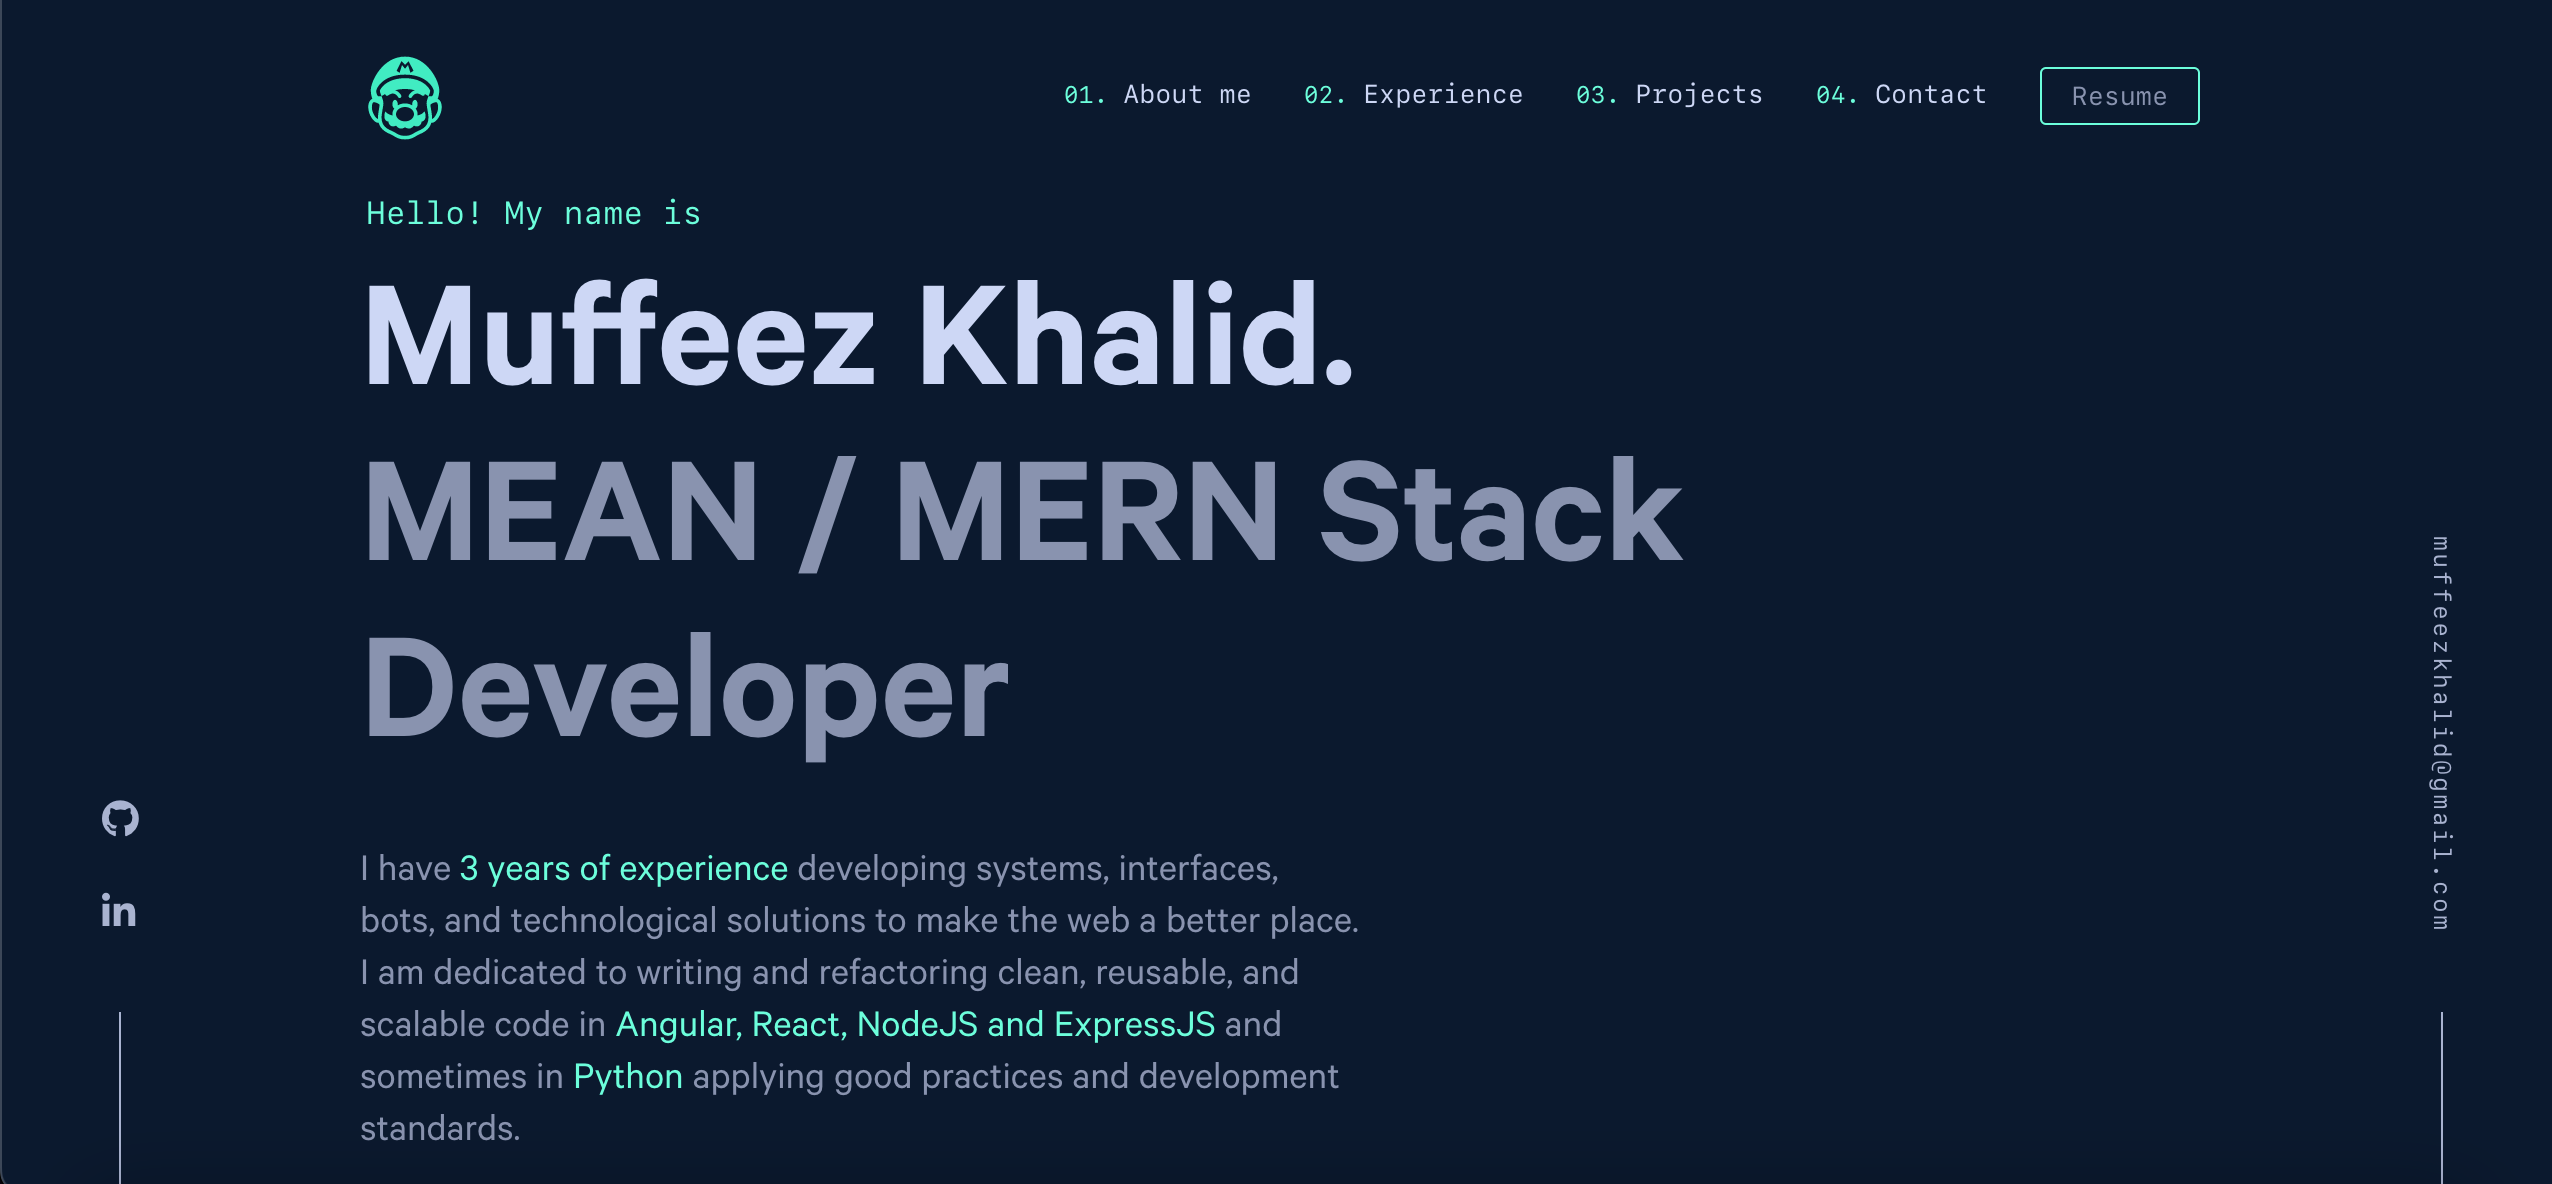 M
01. About me 02. Experience 03. Projects 04. Contact Resume
Hello! My name is
Muffeez Khalid.
MEAN / MERN Stack
Developer
I have 3 years of experience developing systems, interfaces,
bots, and technological solutions to make the web a better place.
I am dedicated to writing and refactoring clean, reusable, and
scalable code in Angular, React, NodeJS and ExpressJS and
sometimes in Python applying good practices and development
standards.
in
muffeezkhalid@gmail.com